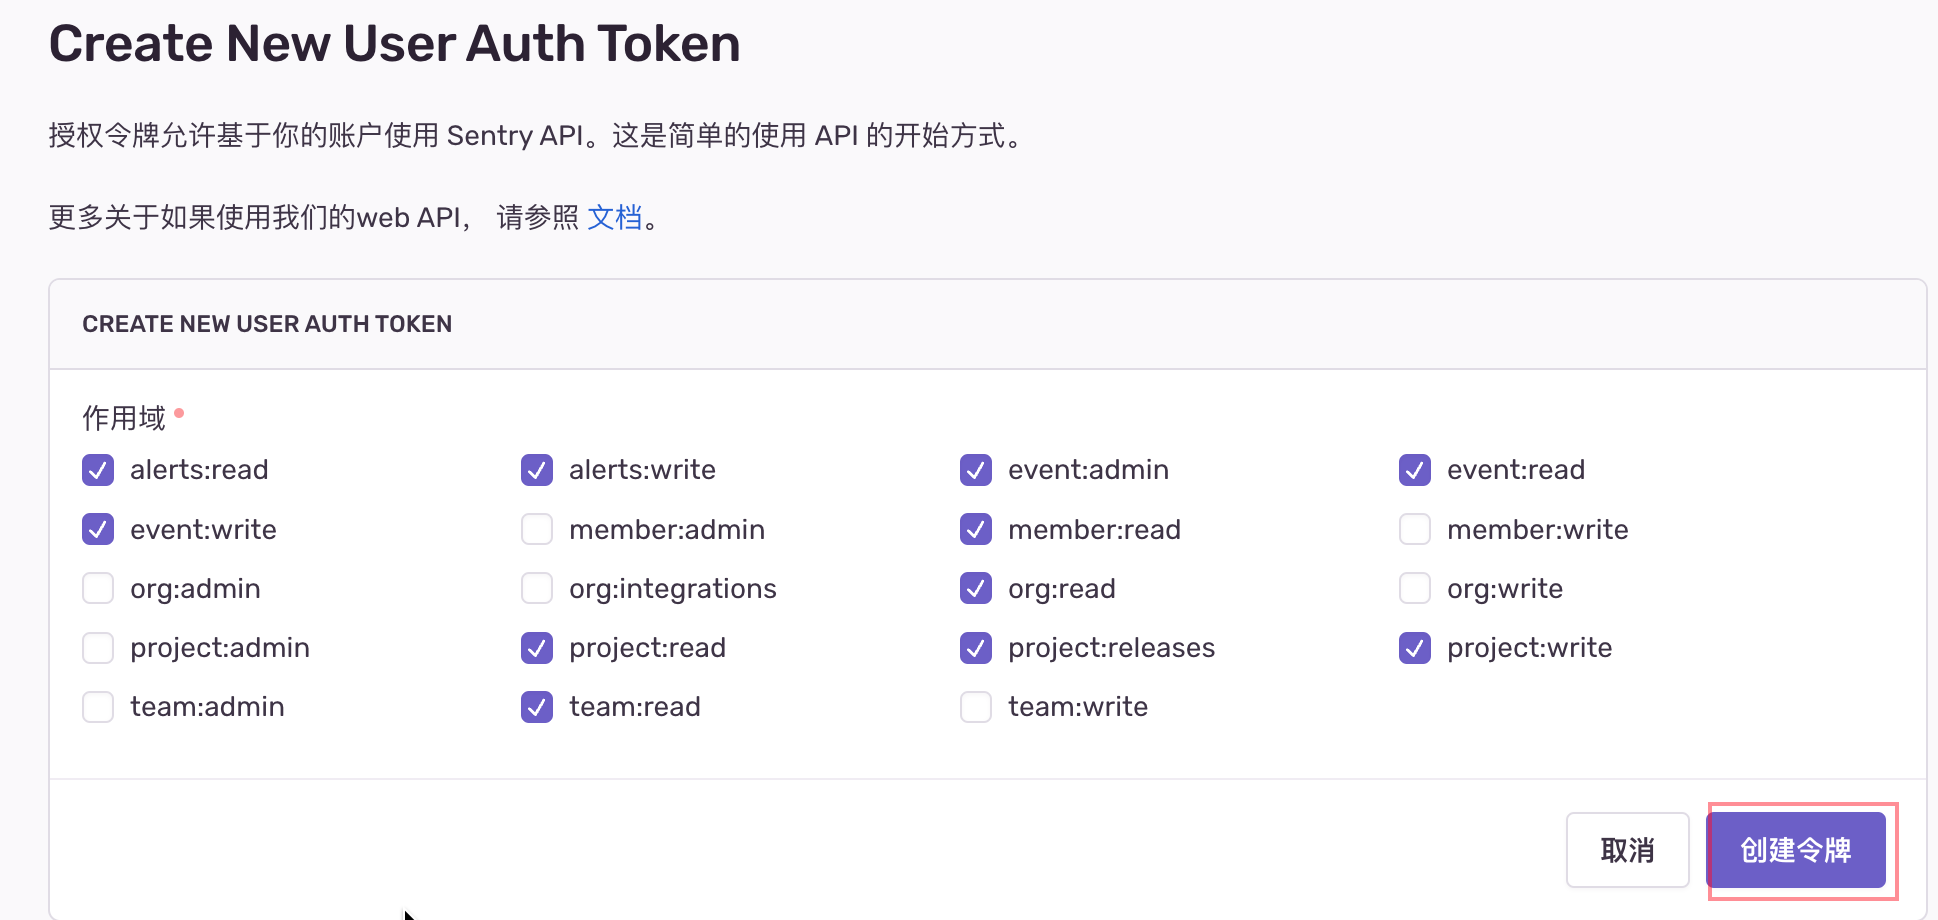 Create New User Auth Token
授权令牌允许基于你的账户使用 Sentry API。这是简单的使用 API 的开始方式。
更多关于如果使用我们的web API， 请参照 文档。
CREATE NEW USER AUTH TOKEN
作用域
alerts:read alerts:write event:admin event:read
event:write member:admin member:read member:write
org:admin org:integrations org:read org:write
project:admin project:read project:releases project:write
team:admin team:read team:write
取消 创建令牌